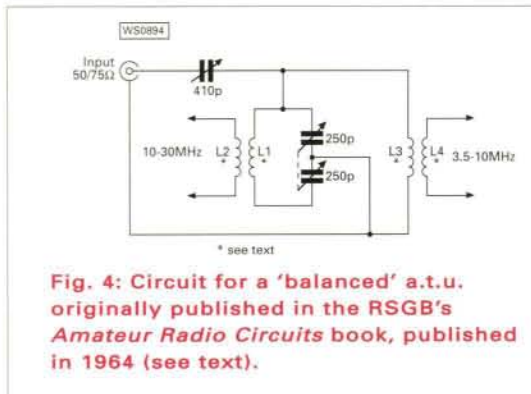 WS0894
Input
50/75Ω
410p
250p
10-30MHz
L2
L1
L3
L4
3.5-10MHz
*
*
*
*
250p
* see text
Fig. 4: Circuit for a 'balanced' a.t.u.
originally published in the RSGB's
Amateur Radio Circuits book, published
in 1964 (see text).